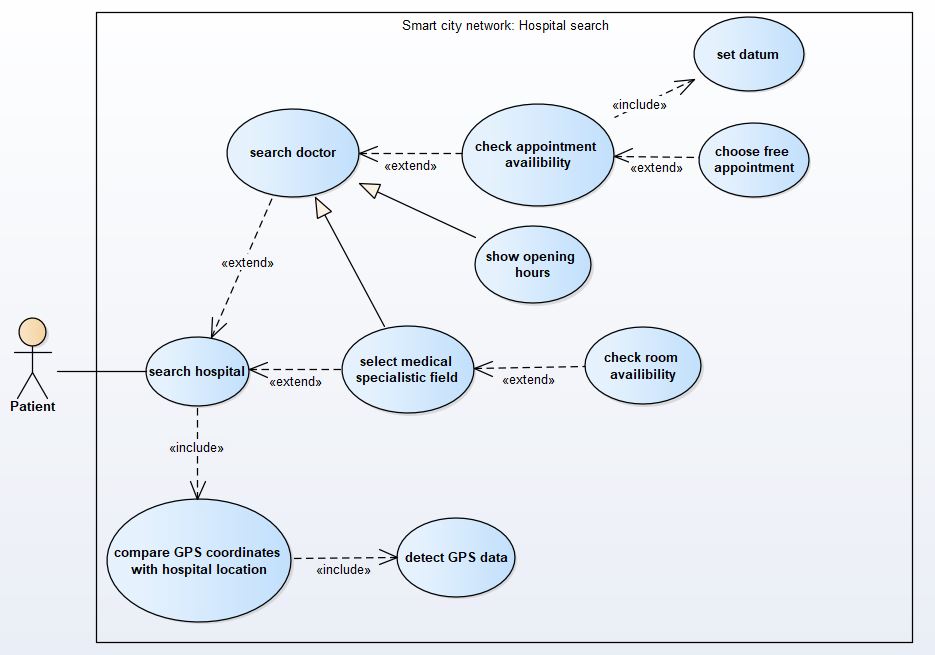 Smart city network: Hospital search
set datum
«include»
search doctor
check appointment
availibility
choose free
appointment
«extend»
«extend»
show opening
hours
«extend»
Patient
search hospital
select medical
specialistic field
check room
availibility
«extend»
«extend»
«include»
compare GPS coordinates
with hospital location
detect GPS data
«include»